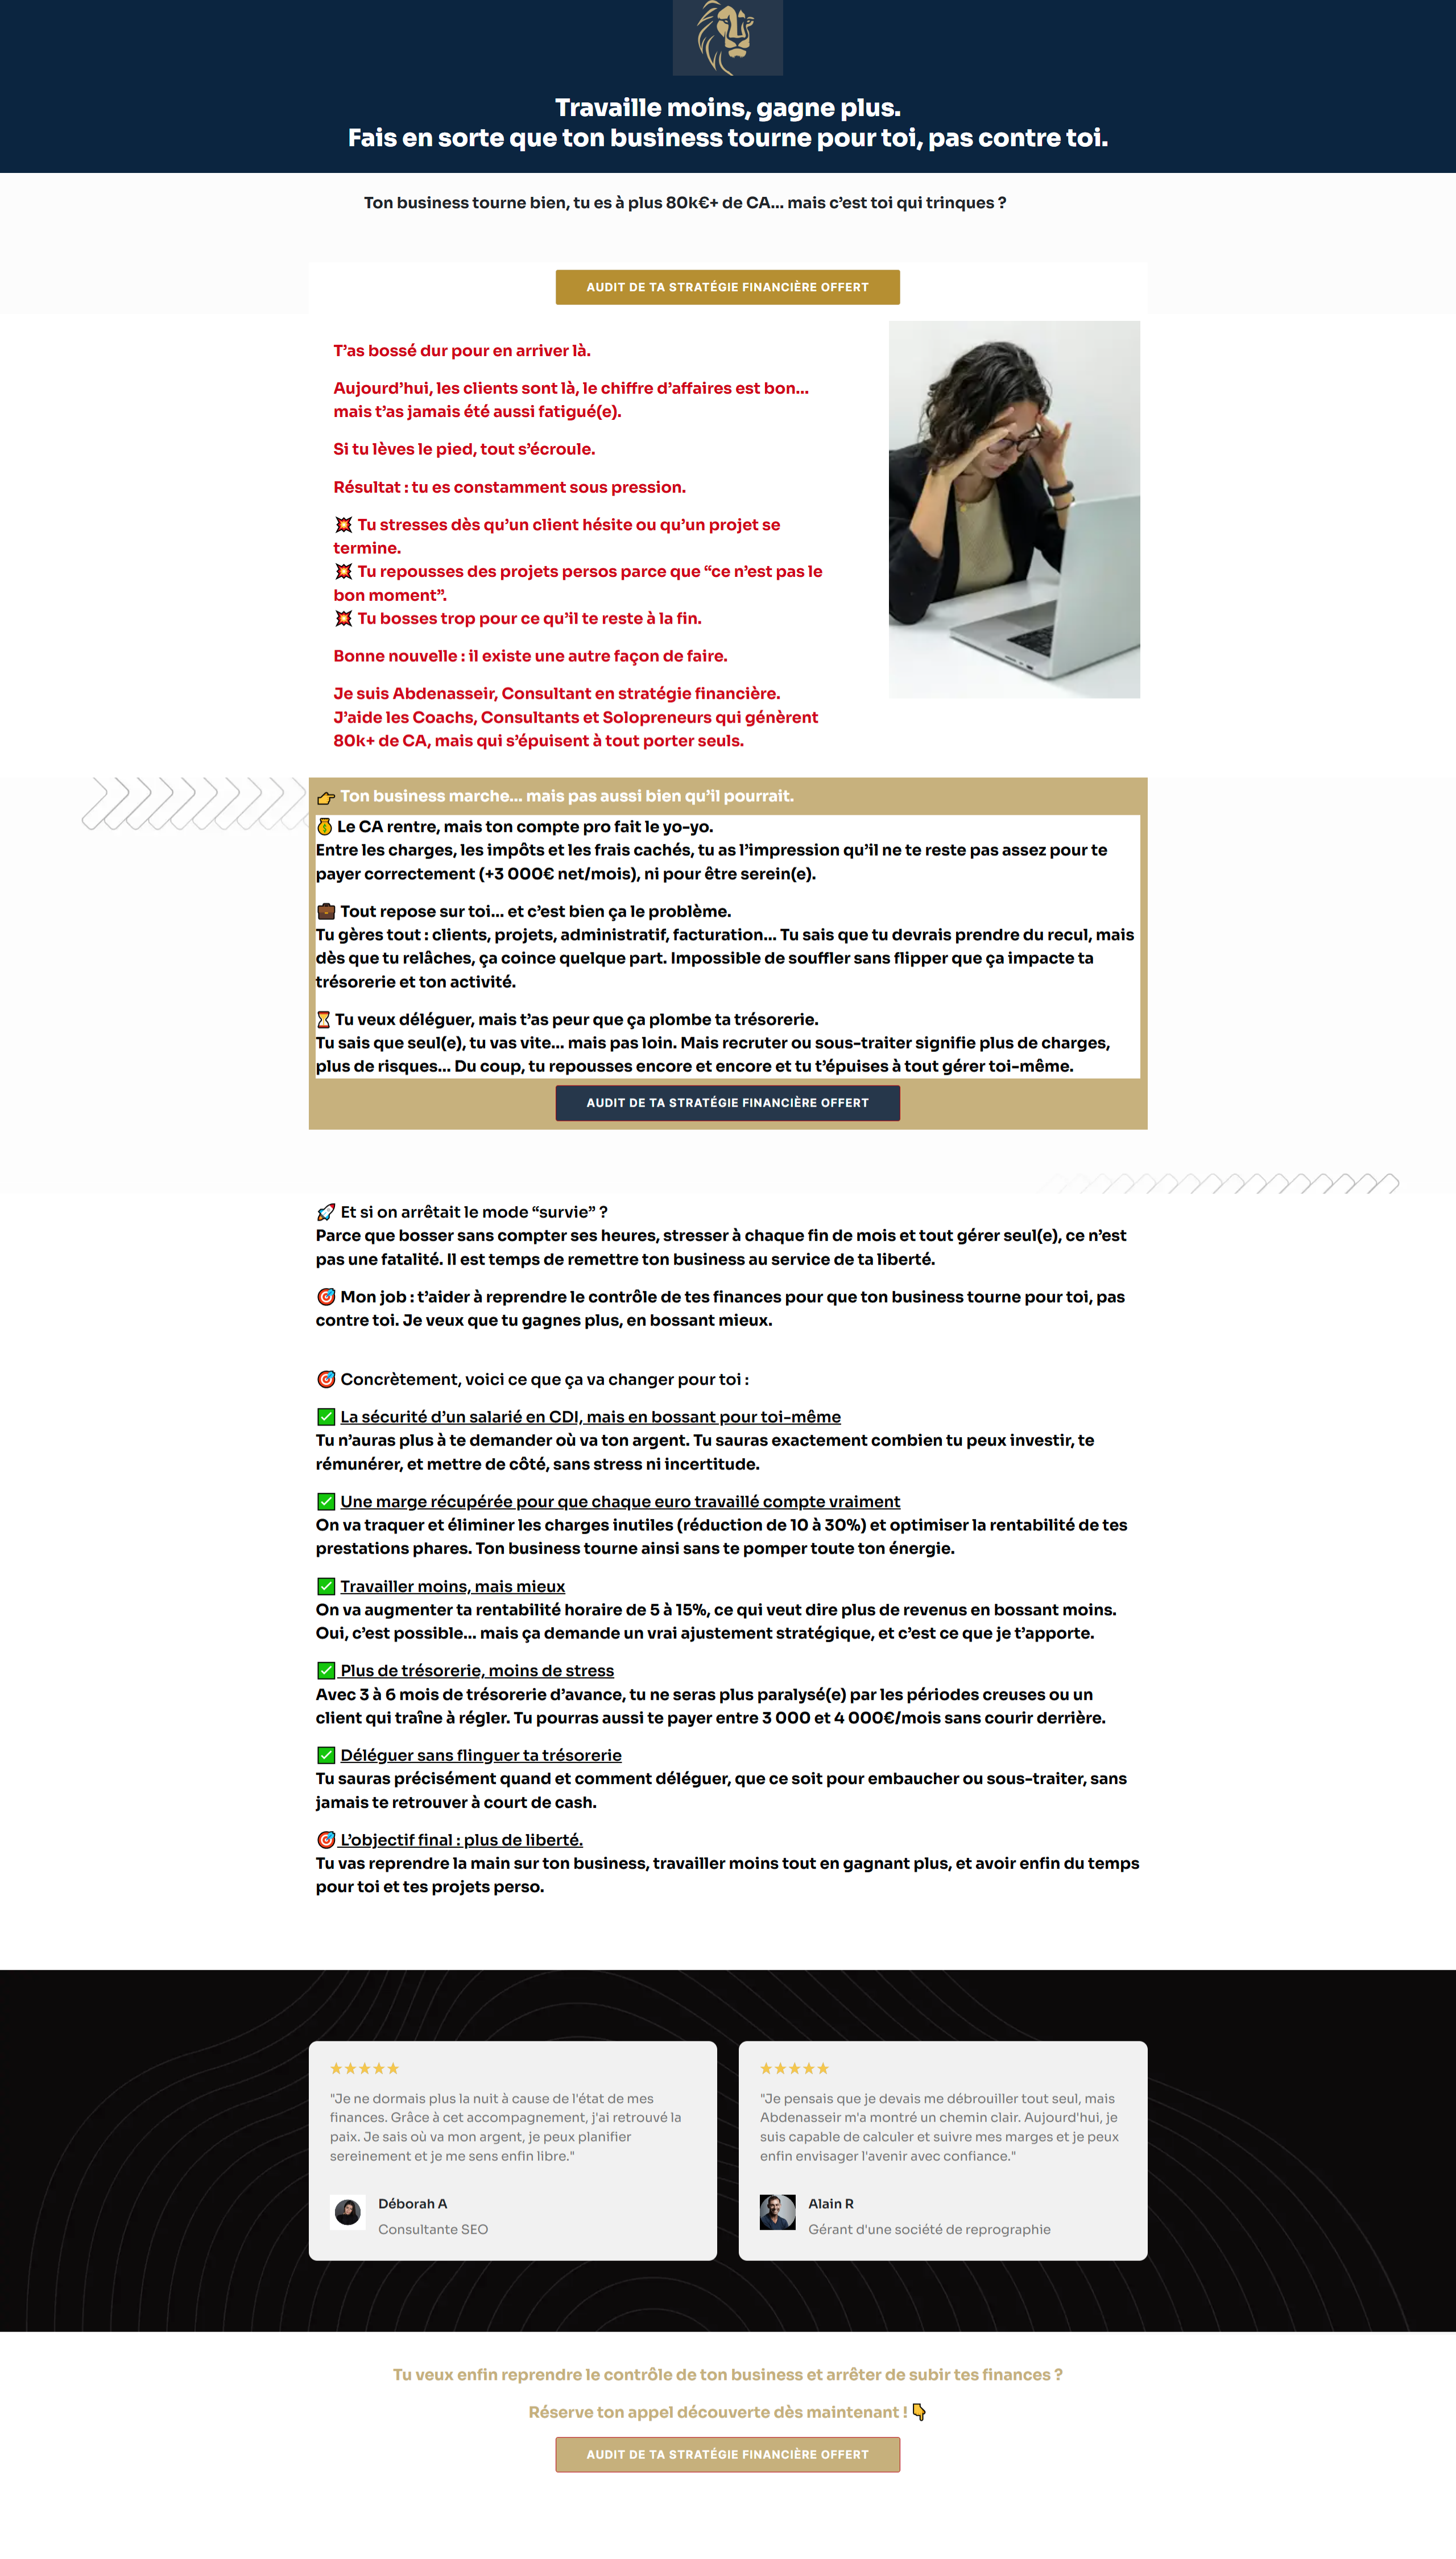 Travaille moins, gagne plus.
Fais en sorte que ton business tourne pour toi, pas contre toi.
Ton business tourne bien, tu es à plus 80k€+ de CA… mais c’est toi qui trinques ?
AUDIT DE TA STRATÉGIE FINANCIÈRE OFFERT
T’as bossé dur pour en arriver là.
Aujourd’hui, les clients sont là, le chiffre d’affaires est bon…
mais t’as jamais été aussi fatigué(e).
Si tu lèves le pied, tout s’écroule.
Résultat : tu es constamment sous pression.
💥 Tu stresses dès qu’un client hésite ou qu’un projet se
termine.
💥 Tu repousses des projets persos parce que “ce n’est pas le
bon moment”.
💥 Tu bosses trop pour ce qu’il te reste à la fin.
Bonne nouvelle : il existe une autre façon de faire.
Je suis Abdenasseir, Consultant en stratégie financière.
J’aide les Coachs, Consultants et Solopreneurs qui génèrent
80k+ de CA, mais qui s’épuisent à tout porter seuls.
👉 Ton business marche… mais pas aussi bien qu’il pourrait.
💰 Le CA rentre, mais ton compte pro fait le yo-yo.
Entre les charges, les impôts et les frais cachés, tu as l’impression qu’il ne te reste pas assez pour te
payer correctement (+3 000€ net/mois), ni pour être serein(e).
💼 Tout repose sur toi… et c’est bien ça le problème.
Tu gères tout : clients, projets, administratif, facturation… Tu sais que tu devrais prendre du recul, mais
dès que tu relâches, ça coince quelque part. Impossible de souffler sans flipper que ça impacte ta
trésorerie et ton activité.
⏳ Tu veux déléguer, mais t’as peur que ça plombe ta trésorerie.
Tu sais que seul(e), tu vas vite… mais pas loin. Mais recruter ou sous-traiter signifie plus de charges,
plus de risques… Du coup, tu repousses encore et encore et tu t’épuises à tout gérer toi-même.
AUDIT DE TA STRATÉGIE FINANCIÈRE OFFERT
🚀 Et si on arrêtait le mode “survie” ?
Parce que bosser sans compter ses heures, stresser à chaque fin de mois et tout gérer seul(e), ce n’est
pas une fatalité. Il est temps de remettre ton business au service de ta liberté.
🎯 Mon job : t’aider à reprendre le contrôle de tes finances pour que ton business tourne pour toi, pas
contre toi. Je veux que tu gagnes plus, en bossant mieux.
🎯 Concrètement, voici ce que ça va changer pour toi :
✅ La sécurité d’un salarié en CDI, mais en bossant pour toi-même
Tu n’auras plus à te demander où va ton argent. Tu sauras exactement combien tu peux investir, te
rémunérer, et mettre de côté, sans stress ni incertitude.
✅ Une marge récupérée pour que chaque euro travaillé compte vraiment
On va traquer et éliminer les charges inutiles (réduction de 10 à 30%) et optimiser la rentabilité de tes
prestations phares. Ton business tourne ainsi sans te pomper toute ton énergie.
✅ Travailler moins, mais mieux
On va augmenter ta rentabilité horaire de 5 à 15%, ce qui veut dire plus de revenus en bossant moins.
Oui, c’est possible… mais ça demande un vrai ajustement stratégique, et c’est ce que je t’apporte.
✅ Plus de trésorerie, moins de stress
Avec 3 à 6 mois de trésorerie d’avance, tu ne seras plus paralysé(e) par les périodes creuses ou un
client qui traîne à régler. Tu pourras aussi te payer entre 3 000 et 4 000€/mois sans courir derrière.
✅ Déléguer sans flinguer ta trésorerie
Tu sauras précisément quand et comment déléguer, que ce soit pour embaucher ou sous-traiter, sans
jamais te retrouver à court de cash.
🎯 L’objectif final : plus de liberté.
Tu vas reprendre la main sur ton business, travailler moins tout en gagnant plus, et avoir enfin du temps
pour toi et tes projets perso.
★★★★★
"Je ne dormais plus la nuit à cause de l'état de mes
finances. Grâce à cet accompagnement, j'ai retrouvé la
paix. Je sais où va mon argent, je peux planifier
sereinement et je me sens enfin libre."
Déborah A
Consultante SEO
★★★★★
"Je pensais que je devais me débrouiller tout seul, mais
Abdenasseir m'a montré un chemin clair. Aujourd'hui, je
suis capable de calculer et suivre mes marges et je peux
enfin envisager l'avenir avec confiance."
Alain R
Gérant d'une société de reprographie
Tu veux enfin reprendre le contrôle de ton business et arrêter de subir tes finances ?
Réserve ton appel découverte dès maintenant ! 👇
AUDIT DE TA STRATÉGIE FINANCIÈRE OFFERT